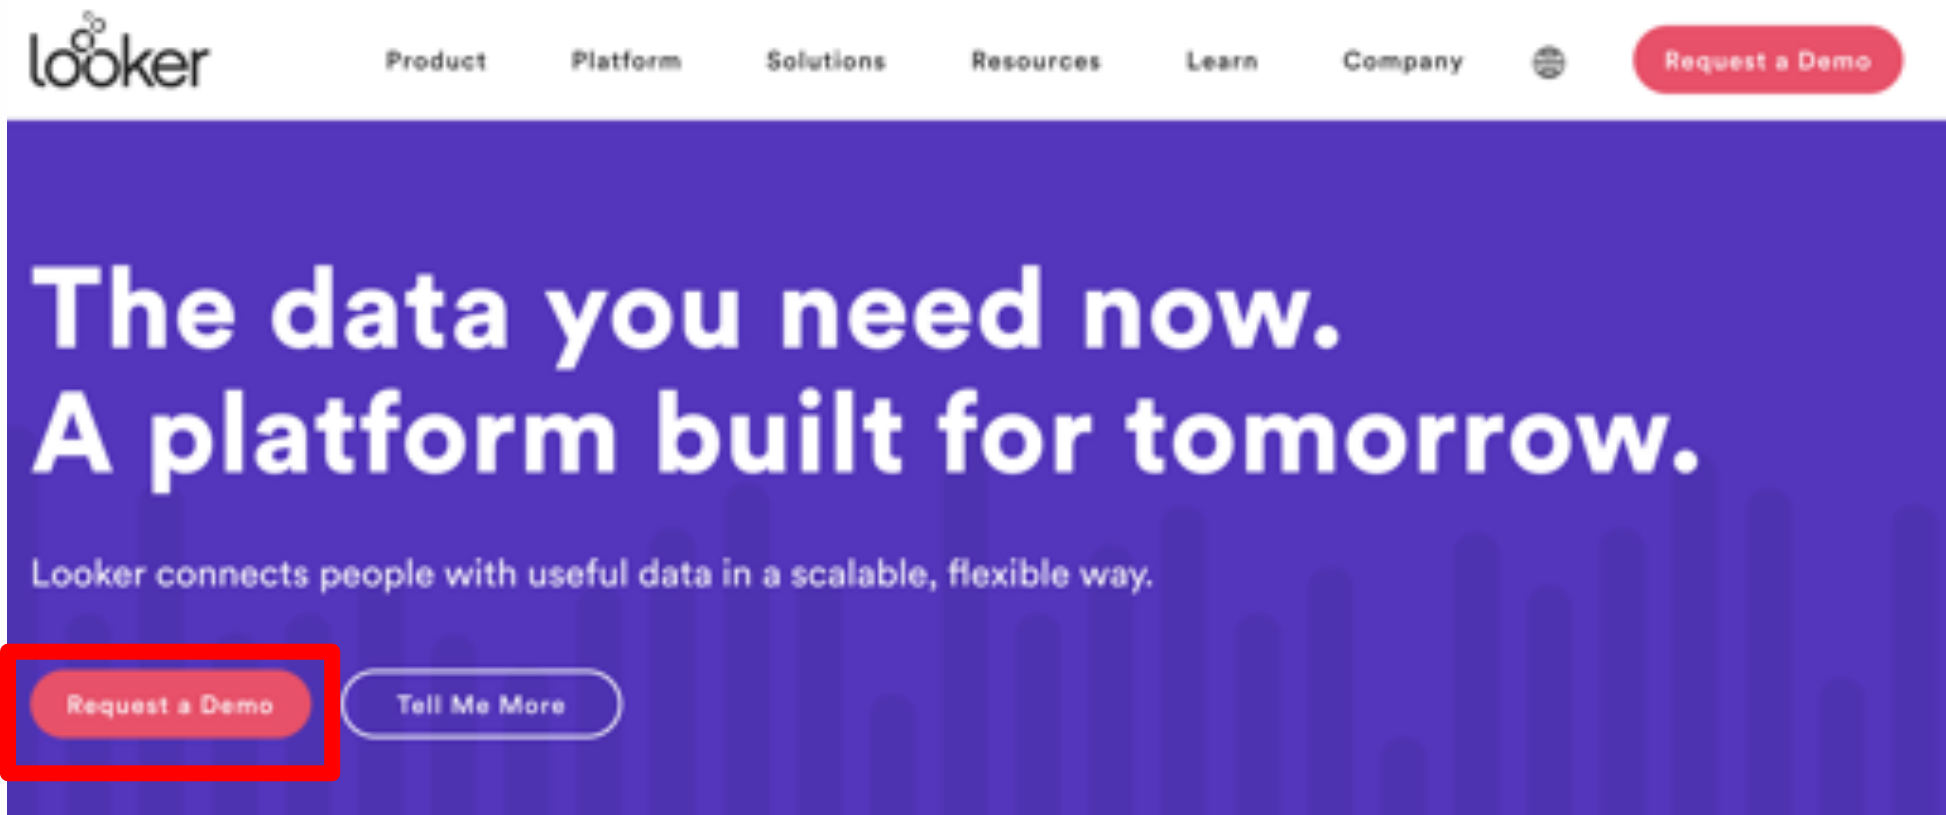 looker Product Platform Solutions Resources Learn Company Request a Demo
The data you need now.
A platform built for tomorrow.
Looker connects people with useful data in a scalable, flexible way.
Request a Demo Tell Me More